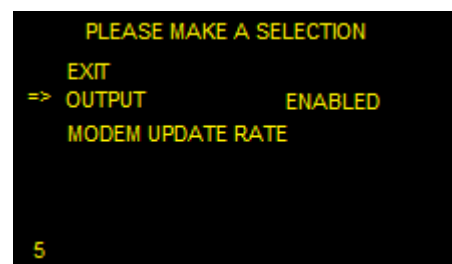 PLEASE MAKE A SELECTION
EXIT
=> OUTPUT ENABLED
MODEM UPDATE RATE
5